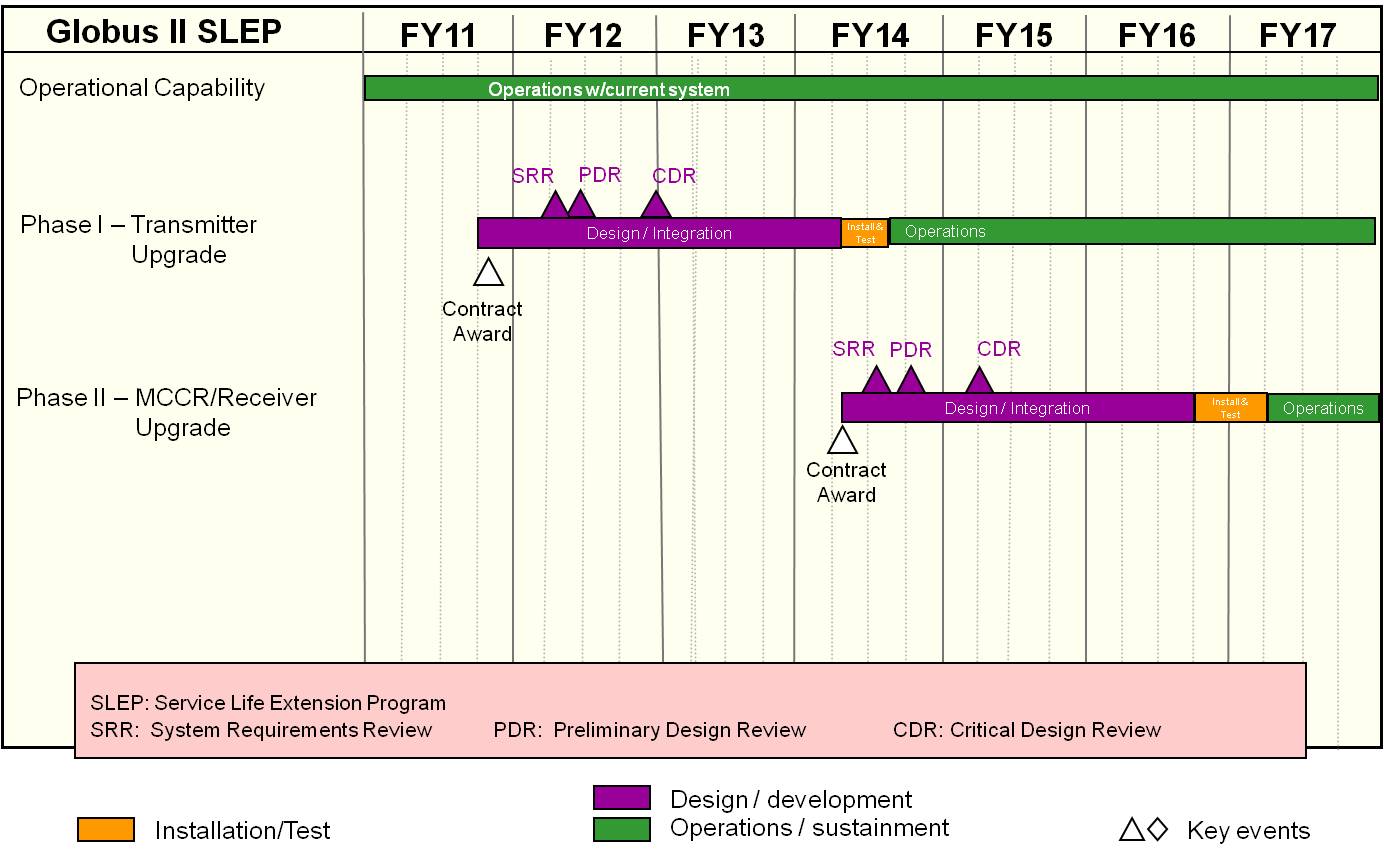 Globus II SLEP FY11 FY12 FY13 FY14 FY15 FY16 FY17
Operational Capability
Operations w/current system
SRR PDR CDR
Phase I – Transmitter
Upgrade
Design / Integration
Install &
Test
Operations
Contract
Award
SRR PDR CDR
Phase II – MCCR/Receiver
Upgrade
Design / Integration
Install &
Test
Operations
Contract
Award
SLEP: Service Life Extension Program
SRR: System Requirements Review PDR: Preliminary Design Review CDR: Critical Design Review
Design / development
Installation/Test
Operations / sustainment
Key events